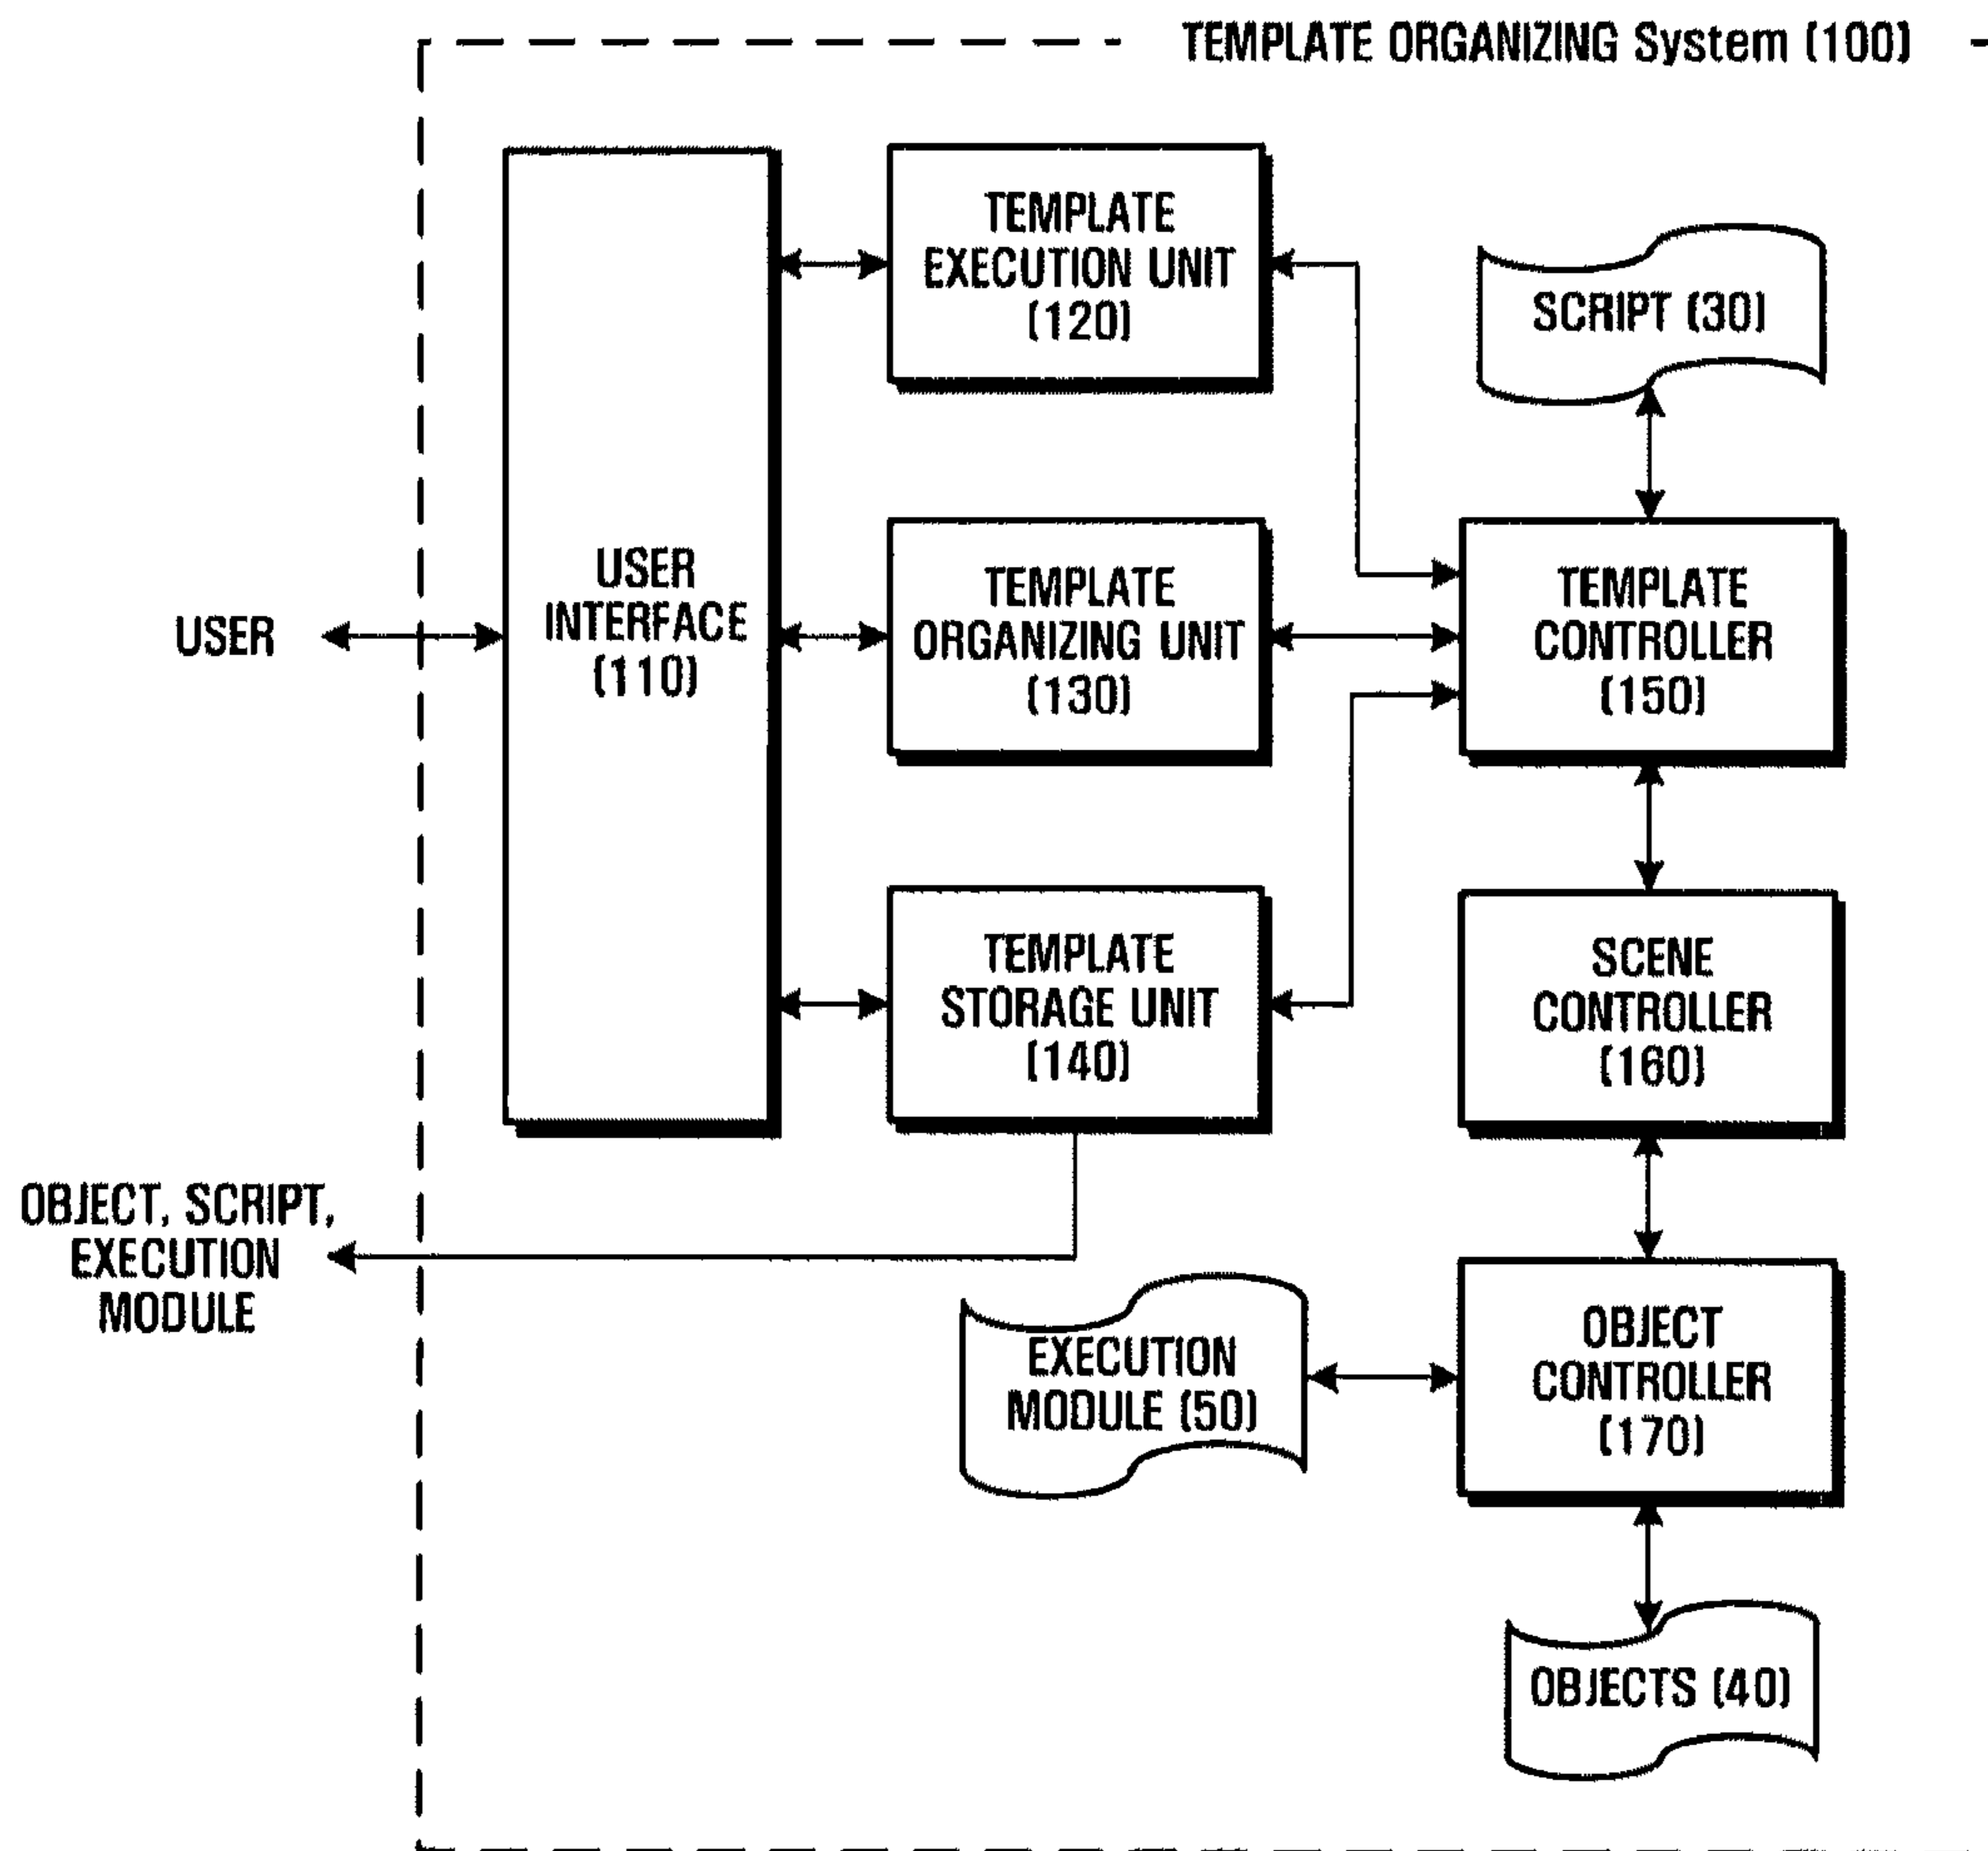 TEMPLATE ORGANIZING System (100)
TEMPLATE
EXECUTION UNIT
(120)
SCRIPT (30)
USER
USER
INTERFACE
(110)
TEMPLATE
ORGANIZING UNIT
(130)
TEMPLATE
CONTROLLER
(150)
TEMPLATE
STORAGE UNIT
(140)
SCENE
CONTROLLER
(160)
OBJECT, SCRIPT,
EXECUTION
MODULE
EXECUTION
MODULE (50)
OBJECT
CONTROLLER
(170)
OBJECTS (40)